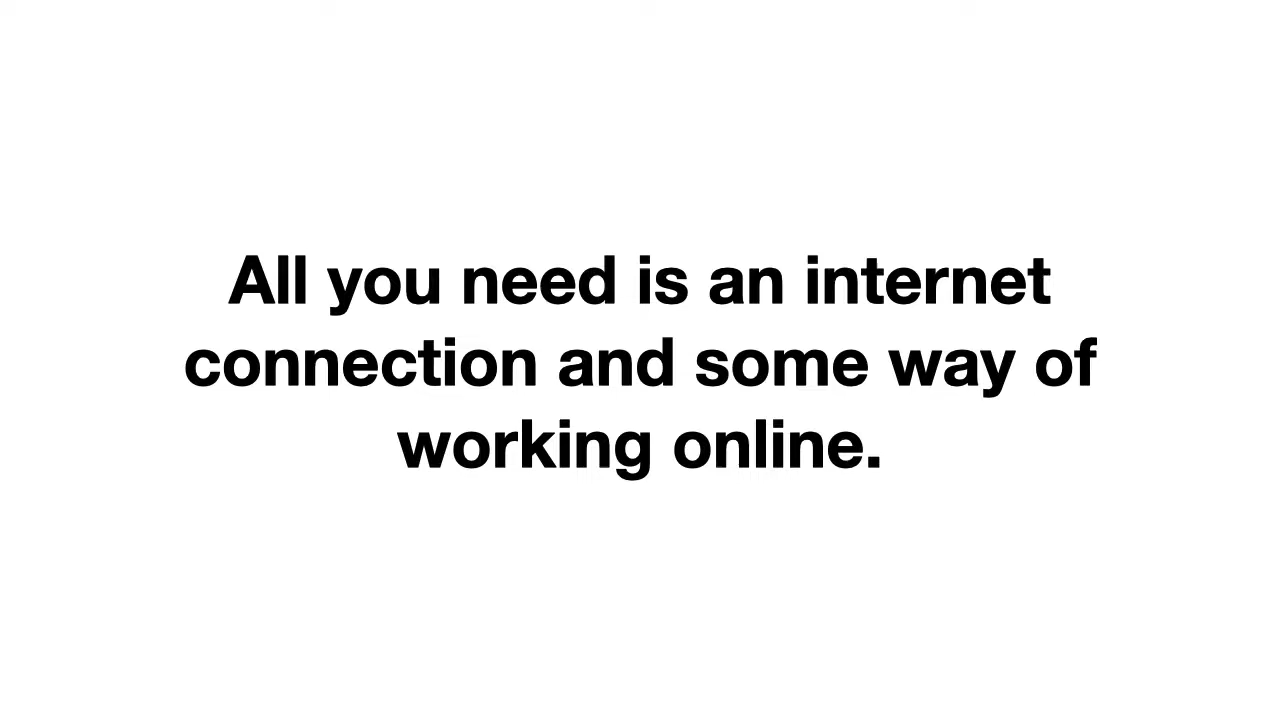 All you need is an internet
connection and some way of
working online.